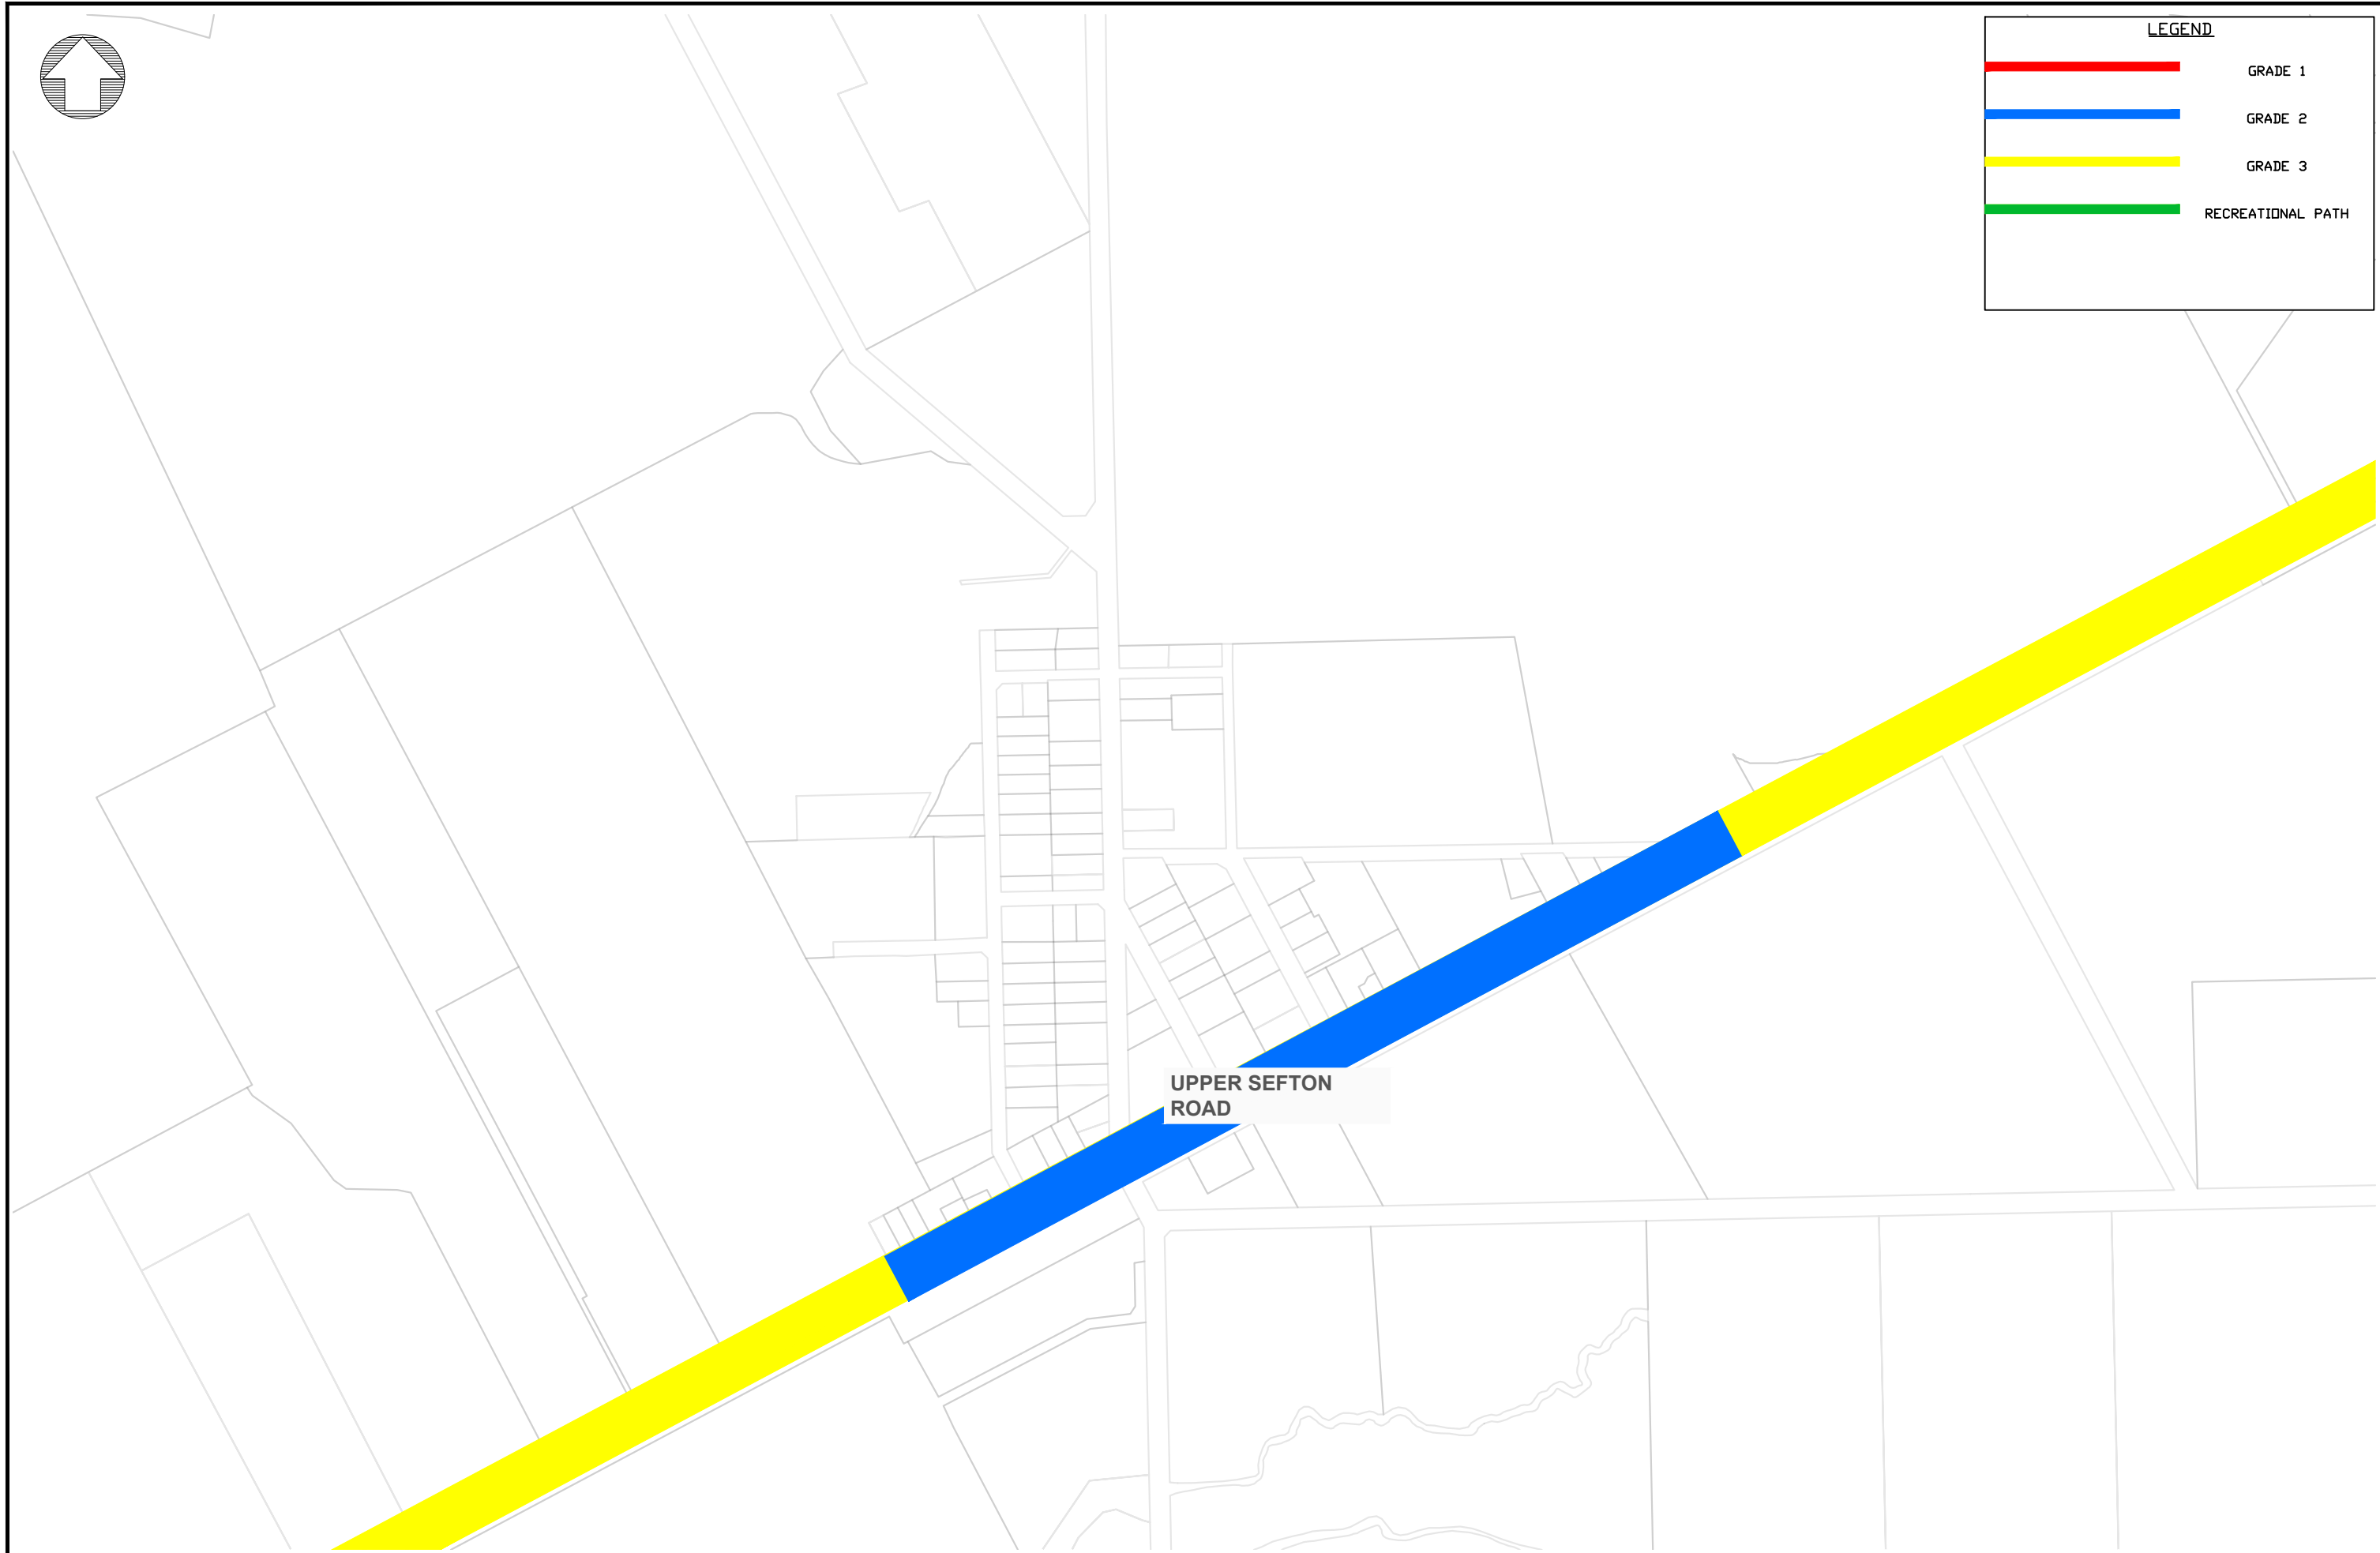 LEGEND
GRADE 1
GRADE 2
GRADE 3
RECREATIONAL PATH
UPPER SEFTON
ROAD